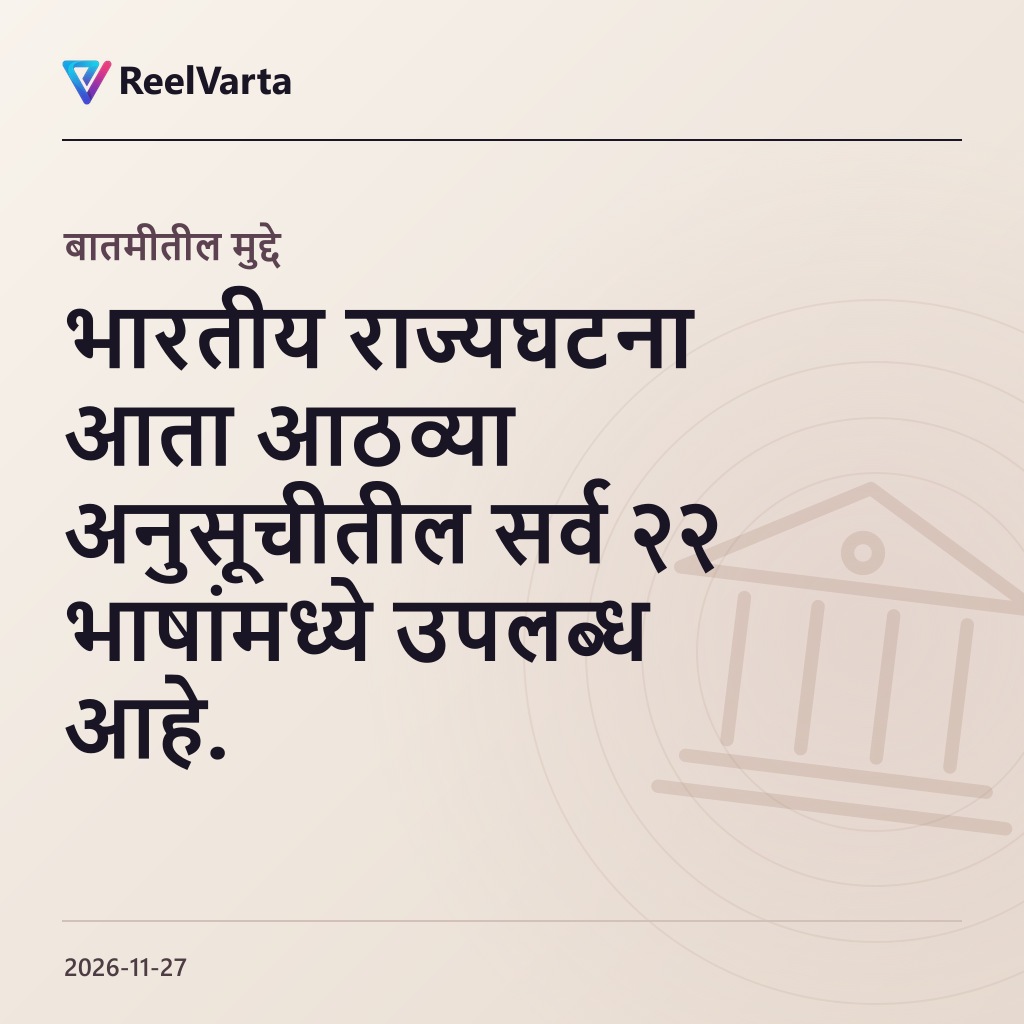 ReelVarta
बातमीतील मुद्दे
भारतीय राज्यघटना
आता आठव्या
अनुसूचीतील सर्व २२
भाषांमध्ये उपलब्ध
आहे.
2026-11-27